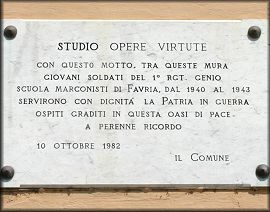 STUDIO OPERE VIRTUTE
CON QUESTO MOTTO, TRA QUESTE MURA
GIOVANI SOLDATI DEL 1° RGT. GENIO
SCUOLA MARCONISTI DI FAVRIA, DAL 1940 AL 1943
SERVIRONO CON DIGNITÀ LA PATRIA IN GUERRA
OSPITI GRADITI IN QUESTA OASI DI PACE
A PERENNE RICORDO
10 OTTOBRE 1982
IL COMUNE